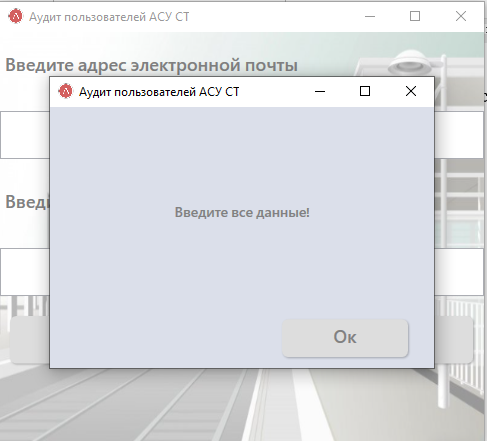 Аудит пользователей АСУ СТ
Введите адрес электронной почты
Аудит пользователей АСУ СТ
Введите все данные!
Ок